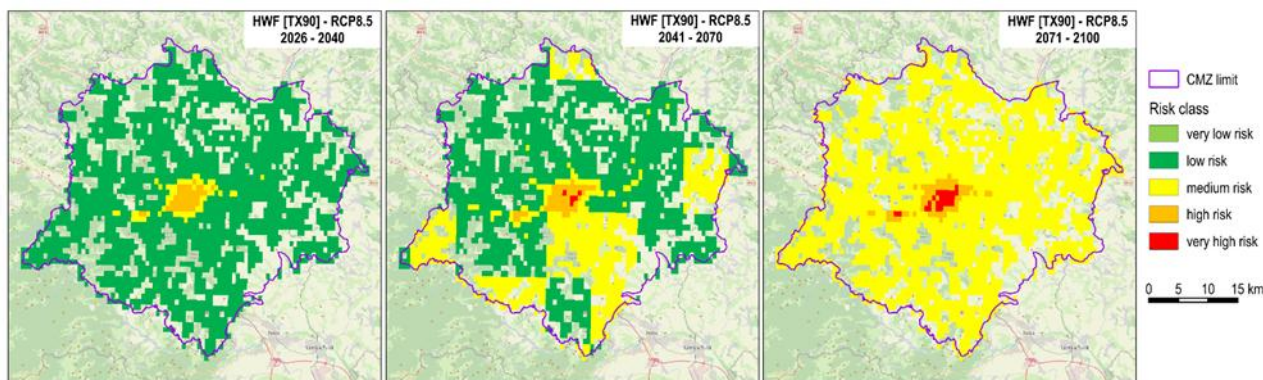 HWF [TX90] - RCP8.5
2026 - 2040
HWF [TX90] - RCP8.5
2041 - 2070
HWF [TX90] - RCP8.5
2071 - 2100
CMZ limit
Risk class
very low risk
low risk
medium risk
high risk
very high risk
0 5 10 15 km